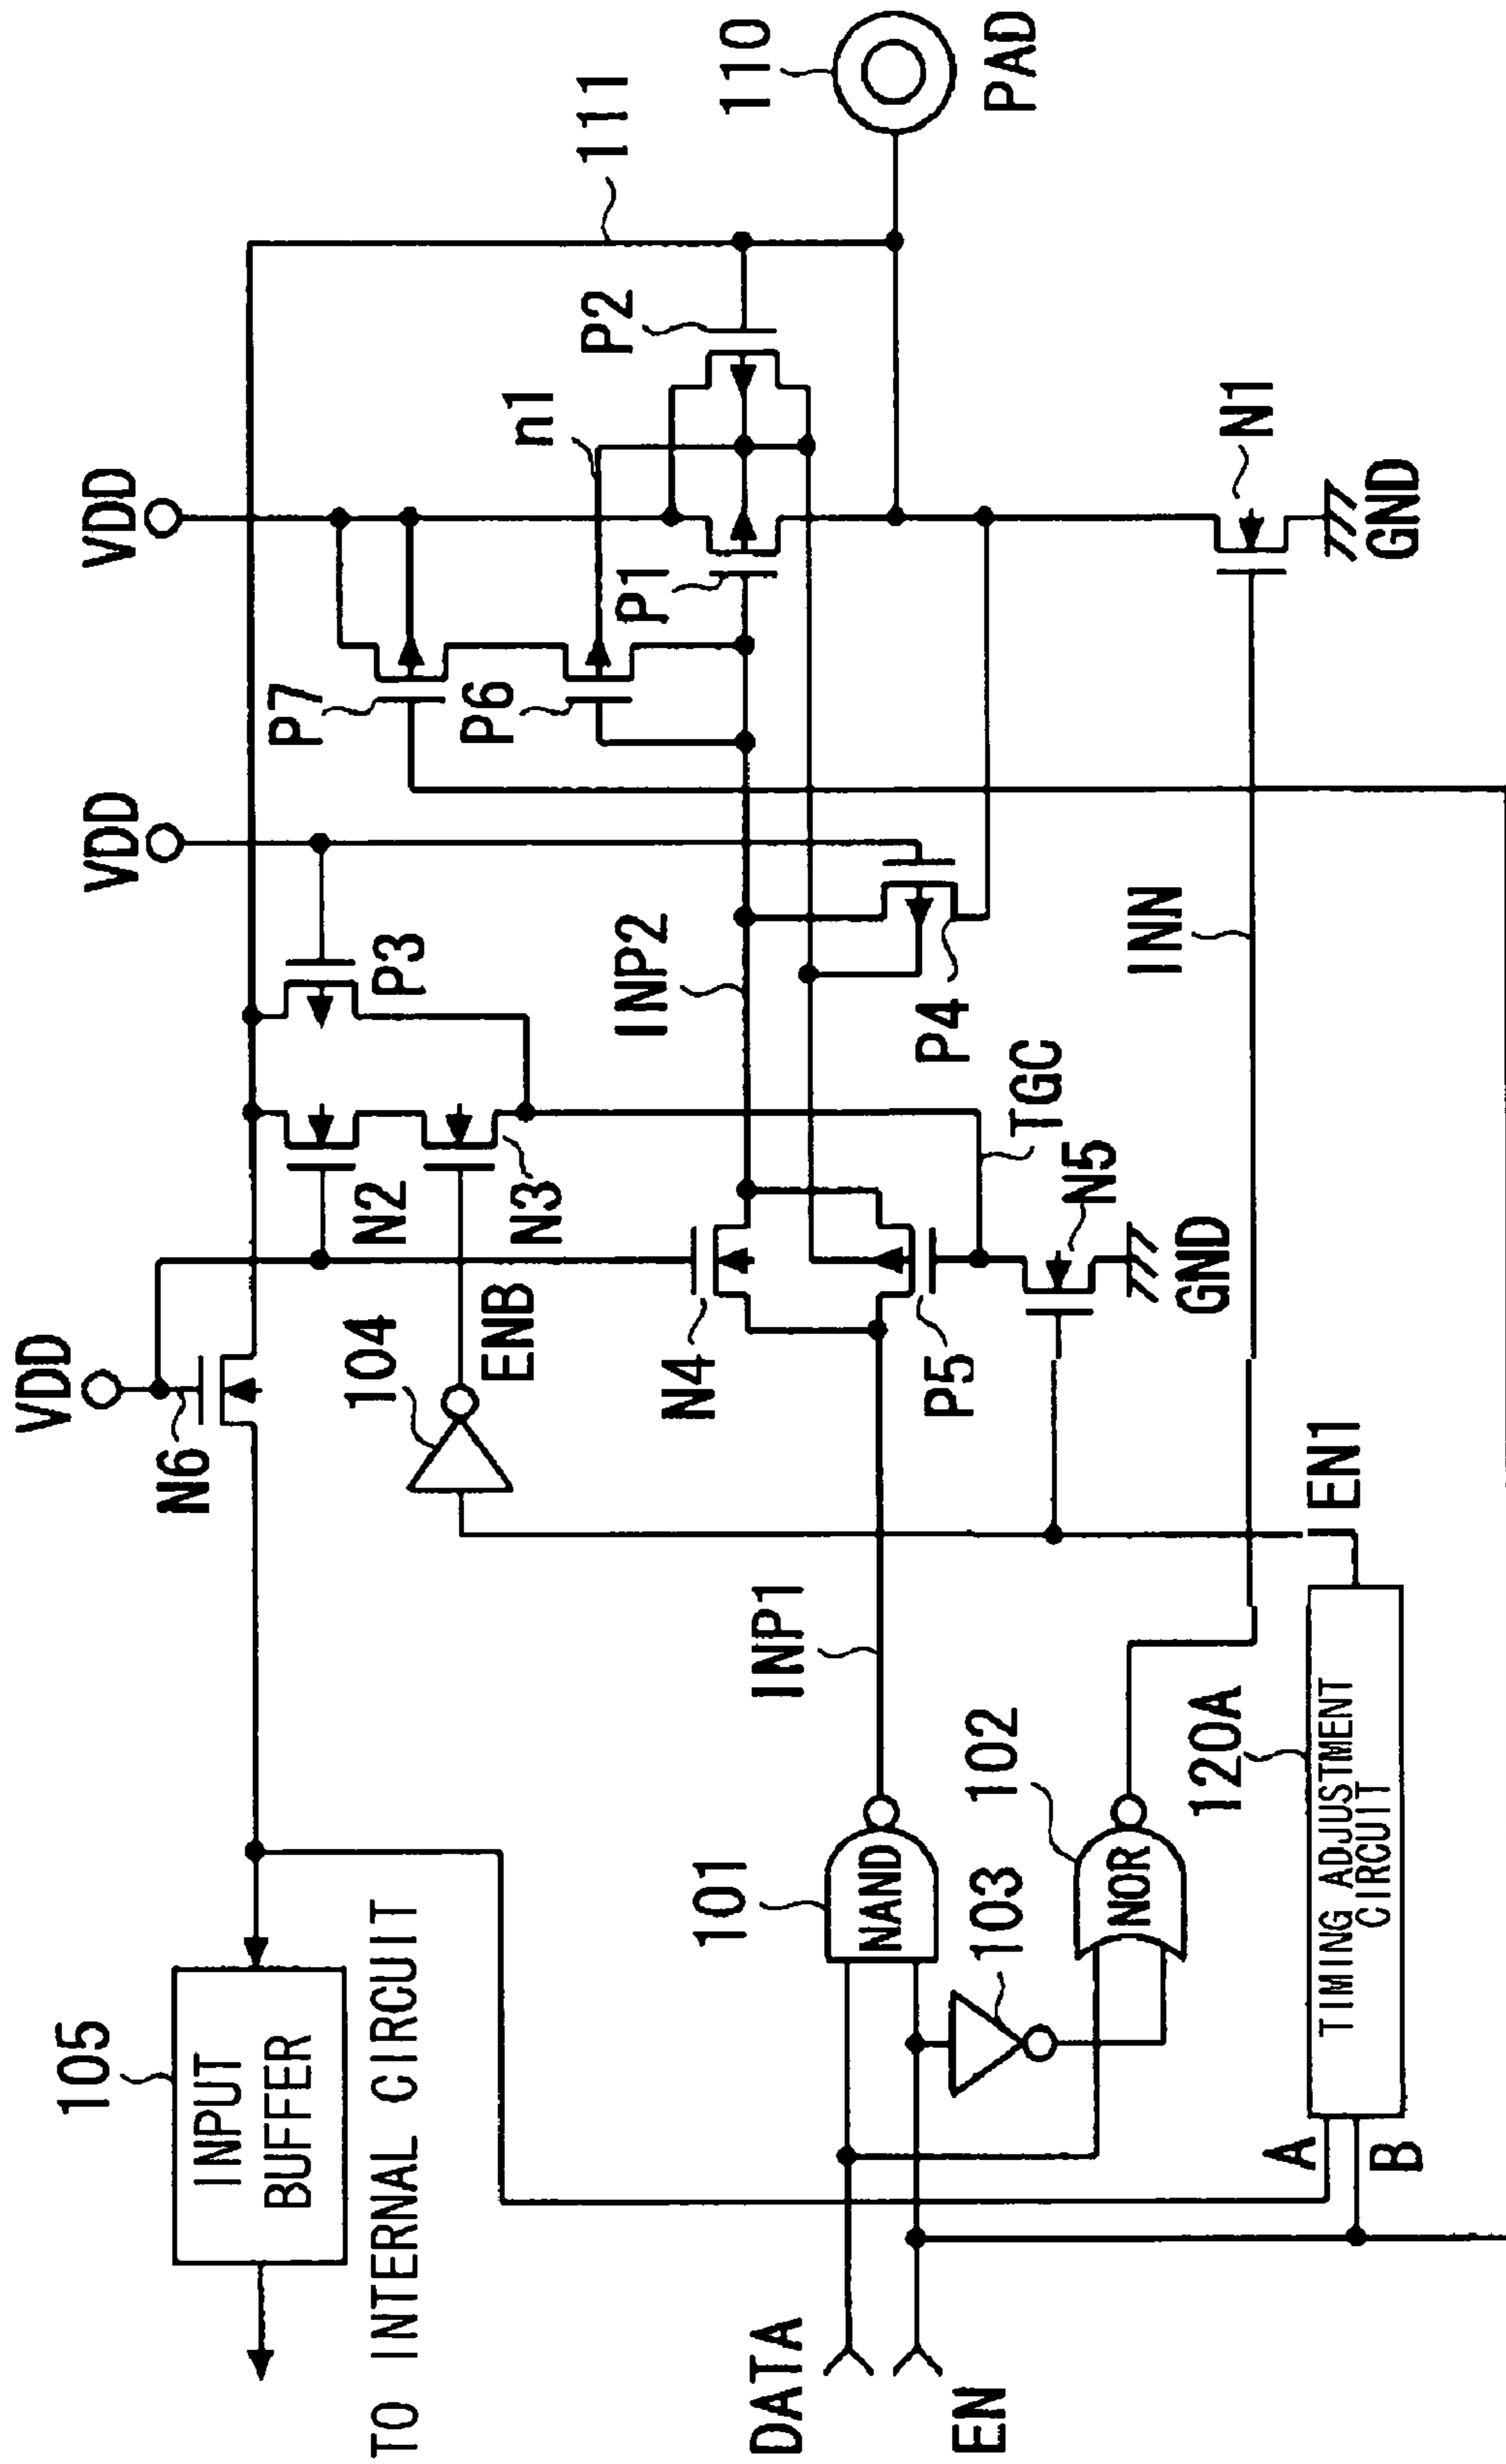 VDD
VDD
VDD
N6
105
INPUT
BUFFER
TO INTERNAL CIRCUIT
104
ENB
N2
N3
P3
P7
P6
n1
P2
111
110
PAD
P1
INP2
N4
P5
P4
TGC
N5
GND
INN
N1
GND
INP1
101
NAND
102
NOR
103
DATA
EN
EN1
120A
TIMING ADJUSTMENT
CIRCUIT
A
B